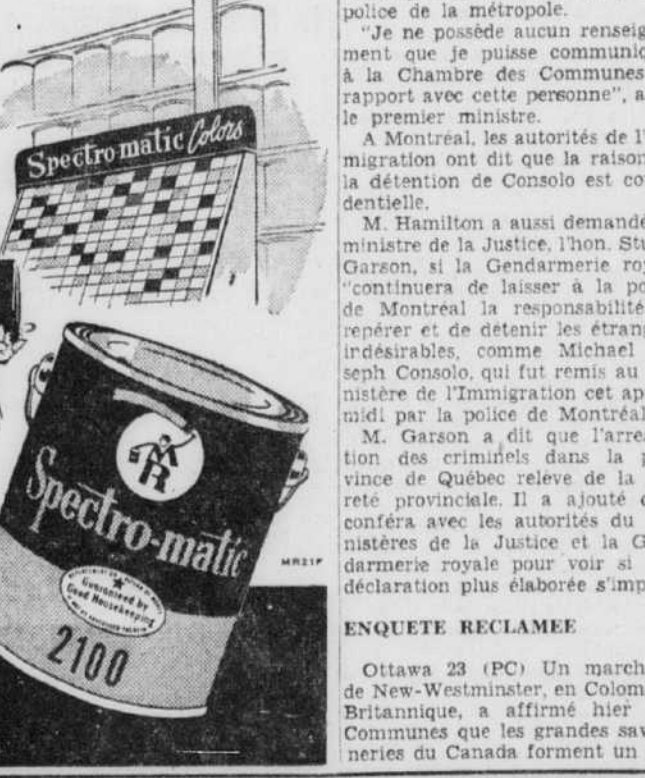 Spectromatic Colors
MR
Spectro-matic
Guaranteed by
Good Housekeeping
2100
MR21F
police de la métropole.
"Je ne possède aucun renseig
ment que je puisse communiq
à la Chambre des Communes
rapport avec cette personne", a
le premier ministre.
A Montréal, les autorités de l'
migration ont dit que la raison
la détention de Consolo est co
dentielle.
M. Hamilton a aussi demandé
ministre de la Justice, l'hon. Stu
Garson, si la Gendarmerie roy
"continuera de laisser à la po
de Montréal la responsabilité
repérer et de détenir les étrang
irdésirables, comme Michael
seph Consolo, qui fut remis au
nistère de l'Immigration cet ap
midi par la police de Montréal
M. Garson a dit que l'arres
tion des criminels dans la p
vince de Québec relève de la
reté provinciale. Il a ajouté q
conféra avec les autorités du
nistères de la Justice et la G
darmerie royale pour voir si
déclaration plus élaborée s'imp
ENQUETE RECLAMEE
Ottawa 23 (PC) Un march
de New-Westminster, en Colom
Britannique, a affirmé hier
Communes que les grandes sav
neries du Canada forment un